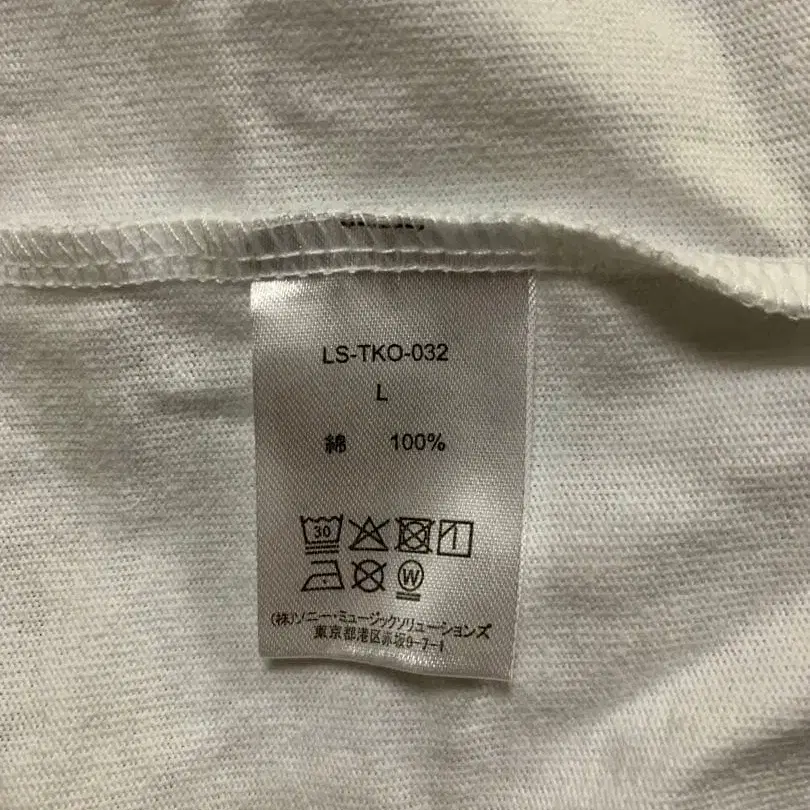 LS-TKO-032
L
綿 100%
30
W
(株)ソニー・ミュージックソリューションズ
東京都港区赤坂9-7-1